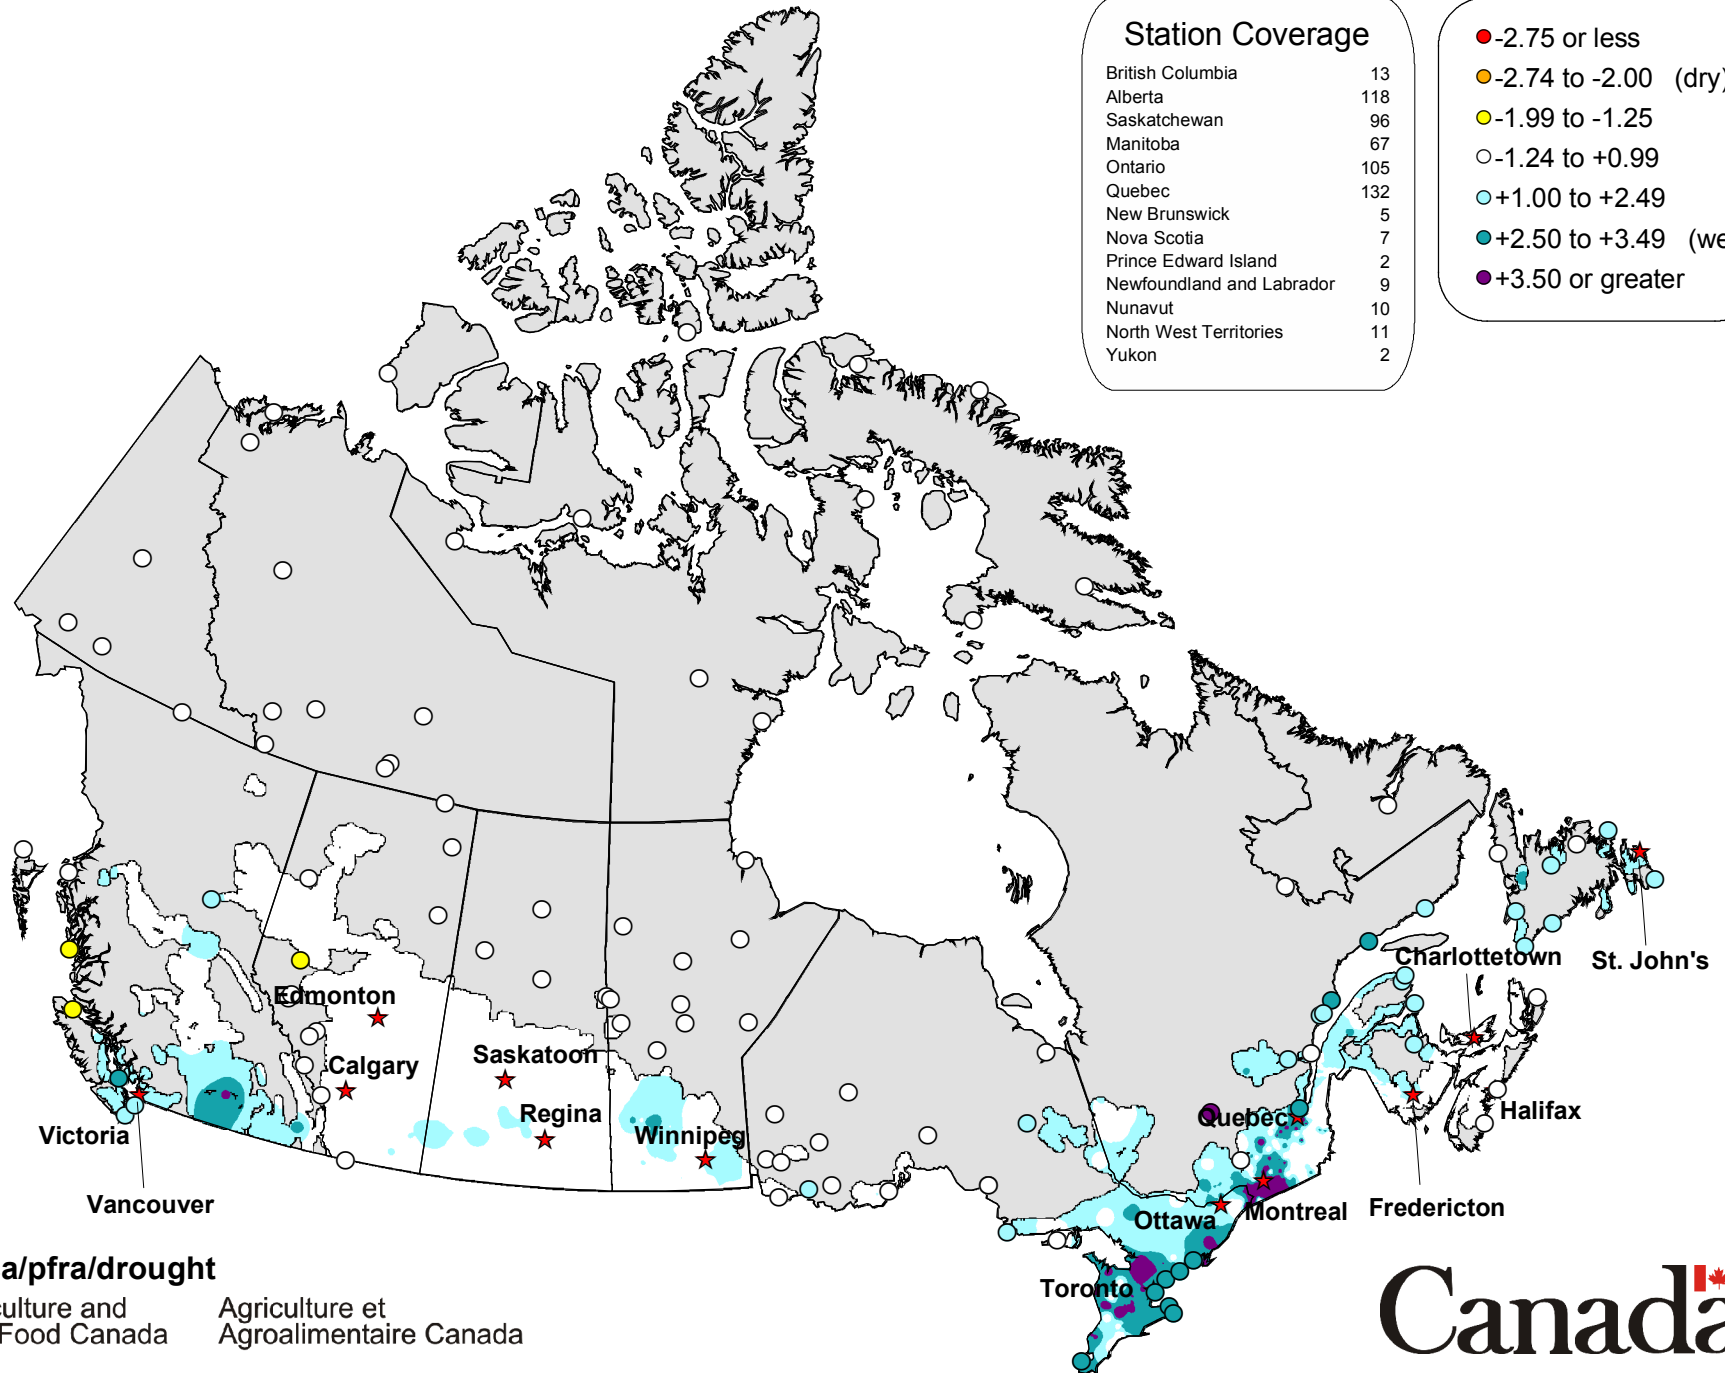 Station Coverage
British Columbia 13
Alberta 118
Saskatchewan 96
Manitoba 67
Ontario 105
Quebec 132
New Brunswick 5
Nova Scotia 7
Prince Edward Island 2
Newfoundland and Labrador 9
Nunavut 10
North West Territories 11
Yukon 2
-2.75 or less
-2.74 to -2.00 (dry)
-1.99 to -1.25
-1.24 to +0.99
+1.00 to +2.49
+2.50 to +3.49 (we
+3.50 or greater
Charlottetown
St. John's
Edmonton
Calgary
Saskatoon
Regina
Winnipeg
Victoria
Vancouver
Quebec
Halifax
Ottawa
Montreal
Fredericton
Toronto
a/pfra/drought
culture and
Food Canada
Agriculture et
Agroalimentaire Canada
Canada